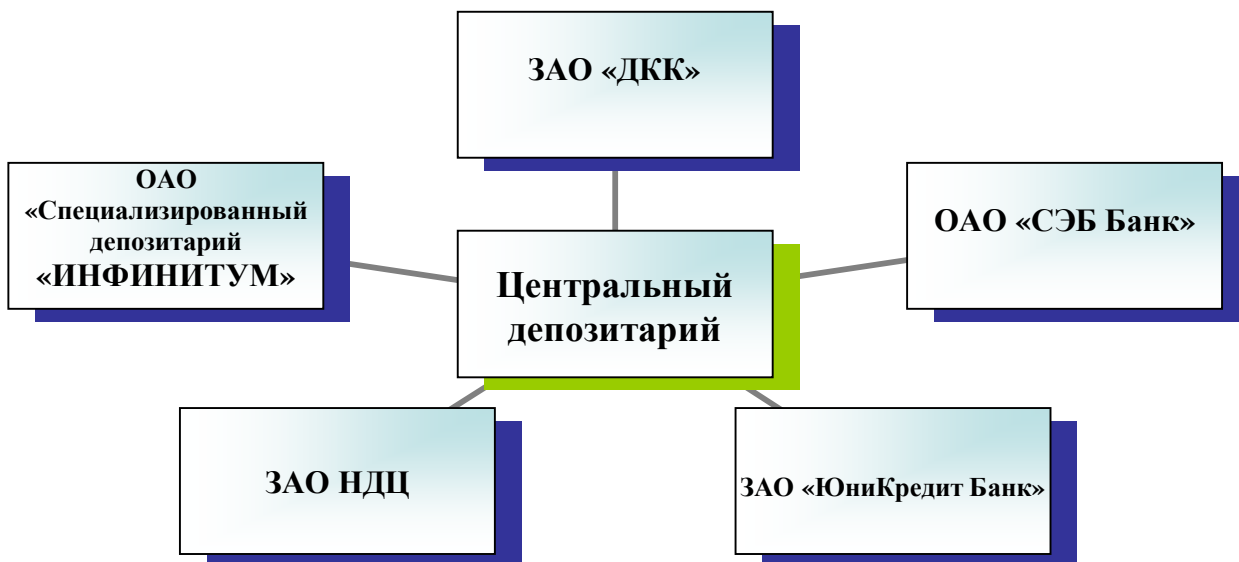 ЗАО «ДКК»
ОАО
«Специализированный
депозитарий
«ИНФИНИТУМ»
ОАО «СЭБ Банк»
Центральный
депозитарий
ЗАО НДЦ
ЗАО «ЮниКредит Банк»